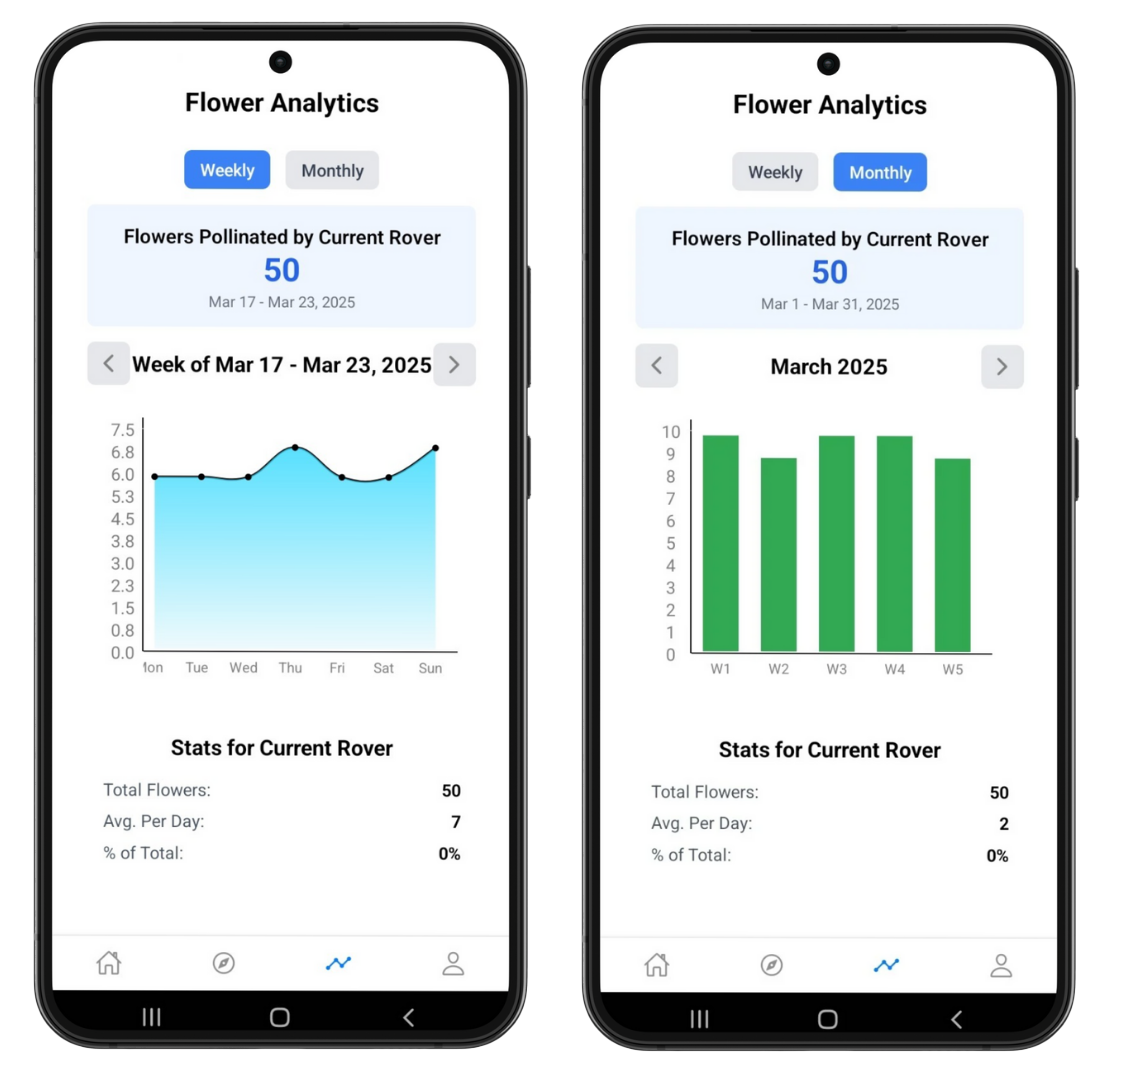 Flower Analytics
Weekly Monthly
Flowers Pollinated by Current Rover
50
Mar 17 - Mar 23, 2025
Week of Mar 17 - Mar 23, 2025
7.5
6.8
6.0
5.3
4.5
3.8
3.0
2.3
1.5
0.8
0.0
Tue Wed Thu Fri Sat Sun
Stats for Current Rover
Total Flowers: 50
Avg. Per Day: 7
% of Total: 0%
Flower Analytics
Weekly Monthly
Flowers Pollinated by Current Rover
50
Mar 1 - Mar 31, 2025
March 2025
10
9
8
7
6
5
4
3
2
1
0
W1 W2 W3 W4 W5
Stats for Current Rover
Total Flowers: 50
Avg. Per Day: 2
% of Total: 0%